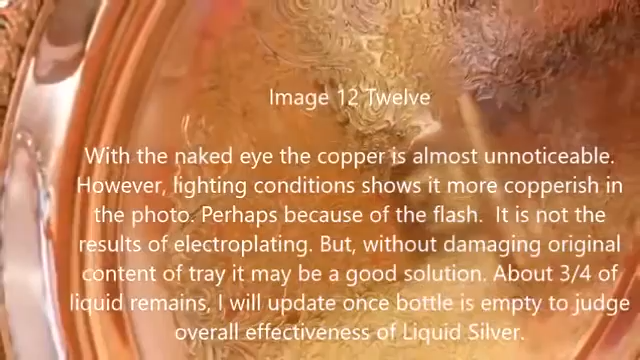 Image 12 Twelve
With the naked eye the copper is almost unnoticeable.
However, lighting conditions shows it more copperish in
the photo. Perhaps because of the flash. It is not the
results of electroplating. But, without damaging original
content of tray it may be a good solution. About 3/4 of
liquid remains, I will update once bottle is empty to judge
overall effectiveness of Liquid Silver.